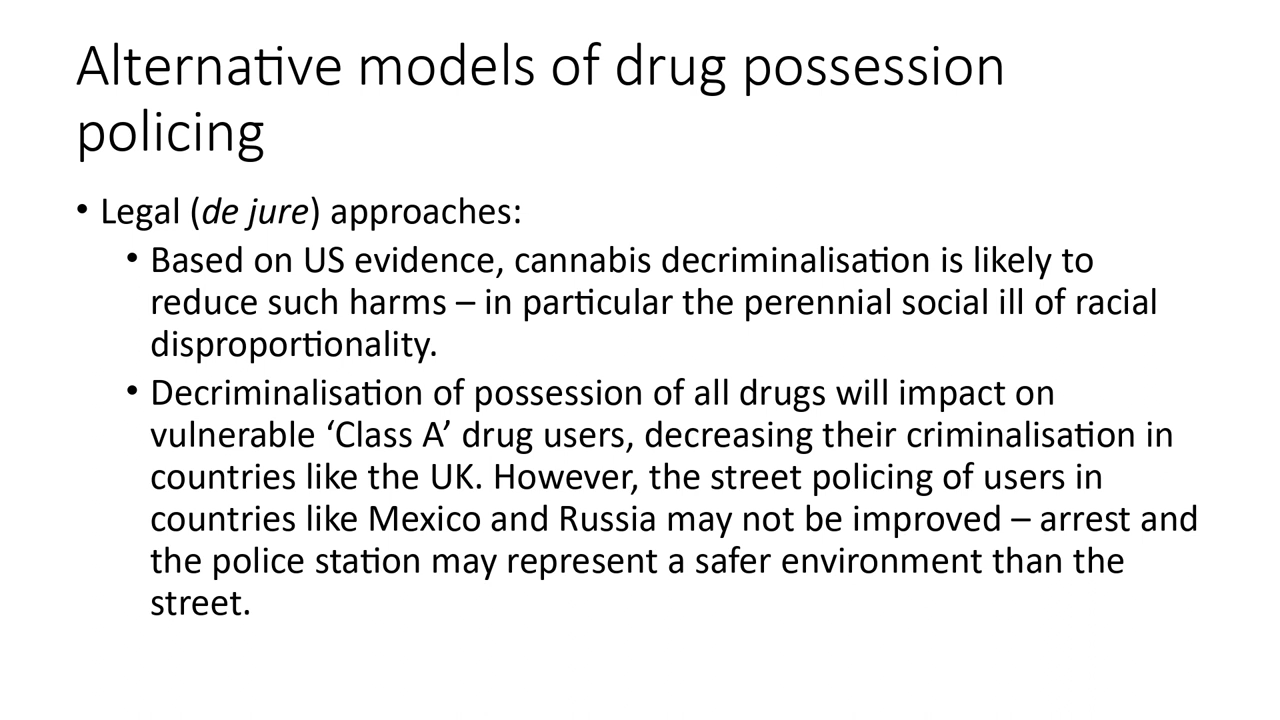 Alternative models of drug possession
policing
• Legal (de jure) approaches:
• Based on US evidence, cannabis decriminalisation is likely to
reduce such harms – in particular the perennial social ill of racial
disproportionality.
• Decriminalisation of possession of all drugs will impact on
vulnerable ‘Class A’ drug users, decreasing their criminalisation in
countries like the UK. However, the street policing of users in
countries like Mexico and Russia may not be improved – arrest and
the police station may represent a safer environment than the
street.